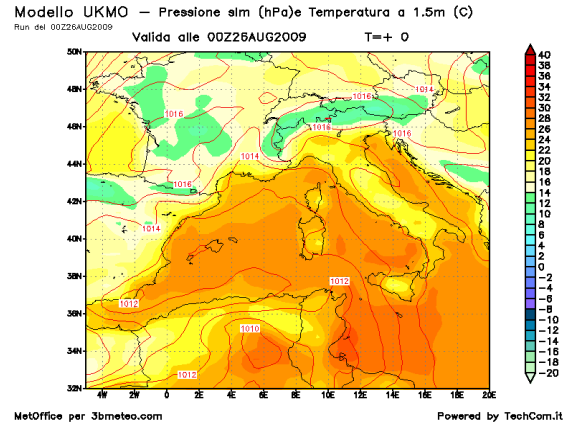 Modello UKMO — Pressione slm (hPa)e Temperatura a 1.5m (C)
Run del 00Z26AUG2009
Valida alle 00Z26AUG2009 T=+ 0
50N
48N
46N
44N
42N
40N
38N
36N
34N
32N
4W 2W 0 2E 4E 6E 8E 10E 12E 14E 16E 18E 20E
1016
1014
1016
1016
1016
1014
1016
1014
1012
1012
1010
1012
40
38
36
34
32
30
28
26
24
22
20
18
16
14
12
10
8
6
4
2
0
−2
−4
−6
−8
−10
−12
−14
−16
−18
−20
MetOffice per 3bmeteo.com Powered by TechCom.it